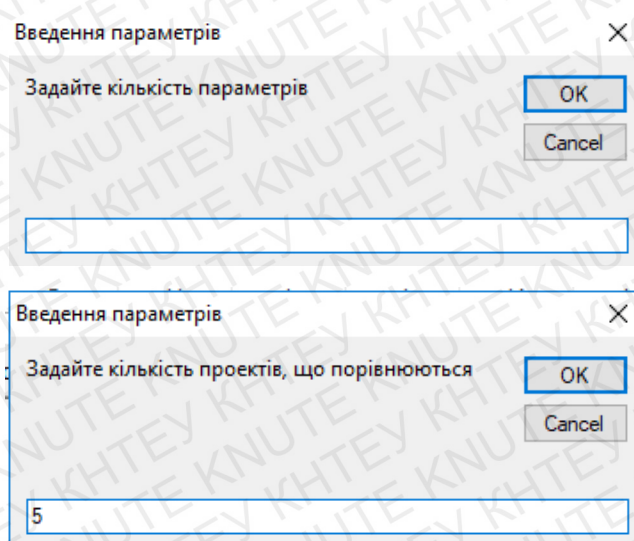 Введення параметрів
Задайте кількість параметрів
OK
Cancel
Введення параметрів
Задайте кількість проектів, що порівнюються
OK
Cancel
5